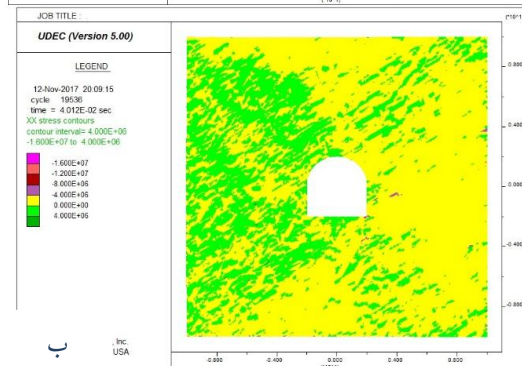 JOB TITLE :
(*10^1)
UDEC (Version 5.00)
LEGEND
12-Nov-2017 20:09:15
cycle 19536
time = 4.012E-02 sec
XX stress contours
contour interval= 4.000E+06
-1.600E+07 to 4.000E+06
-1.600E+07
-1.200E+07
-8.000E+06
-4.000E+06
0.000E+00
4.000E+06
0.800
0.400
0.000
-0.400
-0.800
-0.800
-0.400
0.000
0.400
0.800
ب
, Inc.
USA